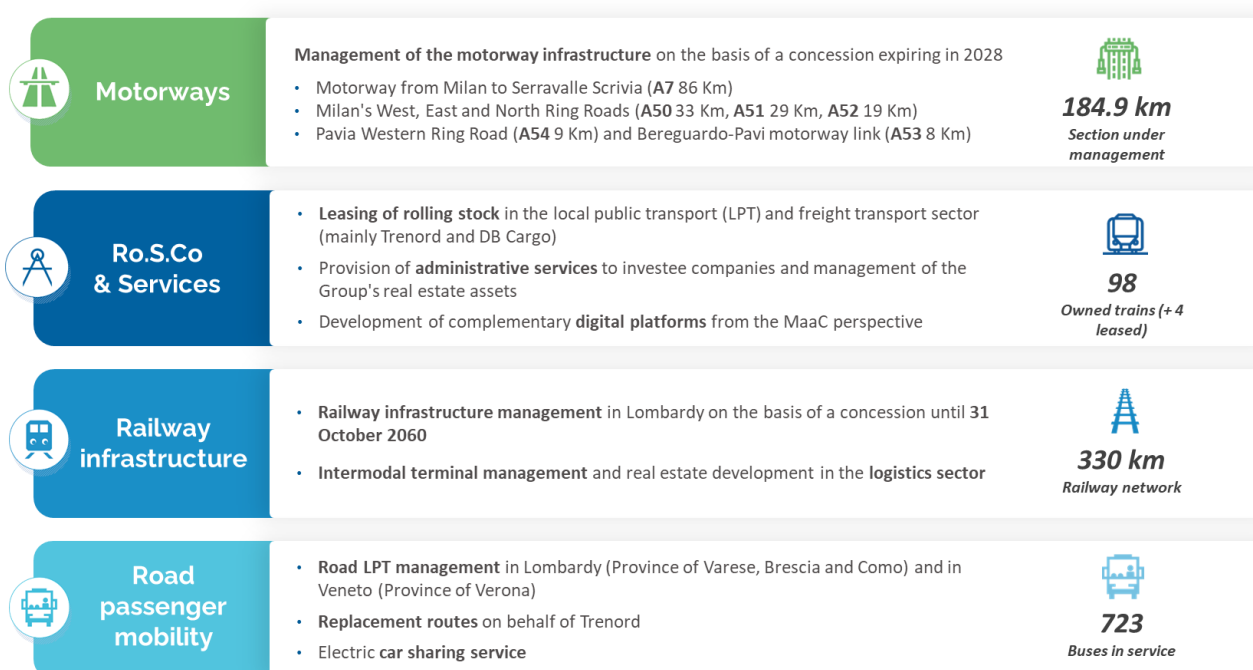 Motorways
Management of the motorway infrastructure on the basis of a concession expiring in 2028
• Motorway from Milan to Serravalle Scrivia (A7 86 Km)
• Milan's West, East and North Ring Roads (A50 33 Km, A51 29 Km, A52 19 Km)
• Pavia Western Ring Road (A54 9 Km) and Bereguardo-Pavi motorway link (A53 8 Km)
184.9 km
Section under
management
Ro.S.Co
& Services
• Leasing of rolling stock in the local public transport (LPT) and freight transport sector
(mainly Trenord and DB Cargo)
• Provision of administrative services to investee companies and management of the
Group's real estate assets
• Development of complementary digital platforms from the MaaC perspective
98
Owned trains (+ 4
leased)
Railway
infrastructure
• Railway infrastructure management in Lombardy on the basis of a concession until 31
October 2060
• Intermodal terminal management and real estate development in the logistics sector
330 km
Railway network
Road
passenger
mobility
• Road LPT management in Lombardy (Province of Varese, Brescia and Como) and in
Veneto (Province of Verona)
• Replacement routes on behalf of Trenord
• Electric car sharing service
723
Buses in service